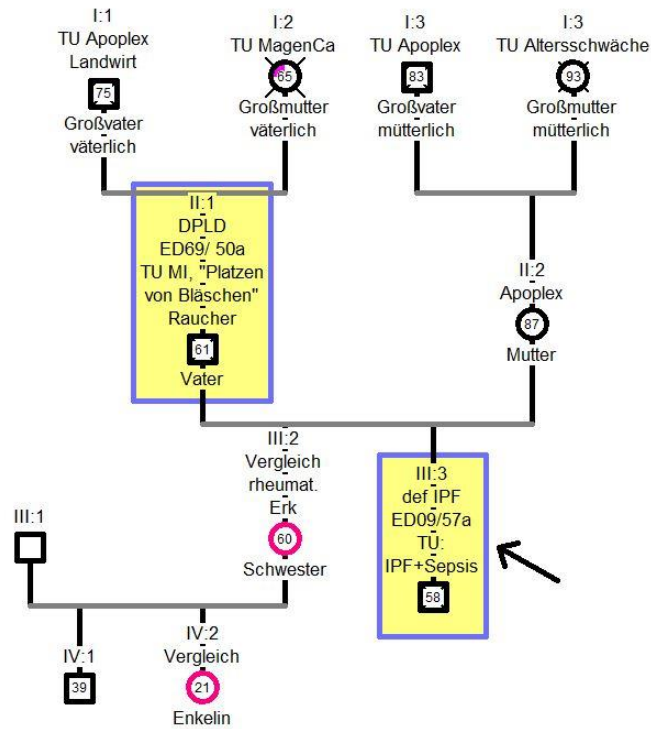 I:1
TU Apoplex
Landwirt
75
Großvater
väterlich
I:2
TU MagenCa
65
Großmutter
väterlich
I:3
TU Apoplex
83
Großvater
mütterlich
I:3
TU Altersschwäche
93
Großmutter
mütterlich
II:1
DPLD
ED69/ 50a
TU MI, "Platzen
von Bläschen"
Raucher
61
Vater
II:2
Apoplex
87
Mutter
III:1
III:2
Vergleich
rheumat.
Erk
60
Schwester
III:3
def IPF
ED09/57a
TU:
IPF+Sepsis
58
IV:1
39
IV:2
Vergleich
21
Enkelin